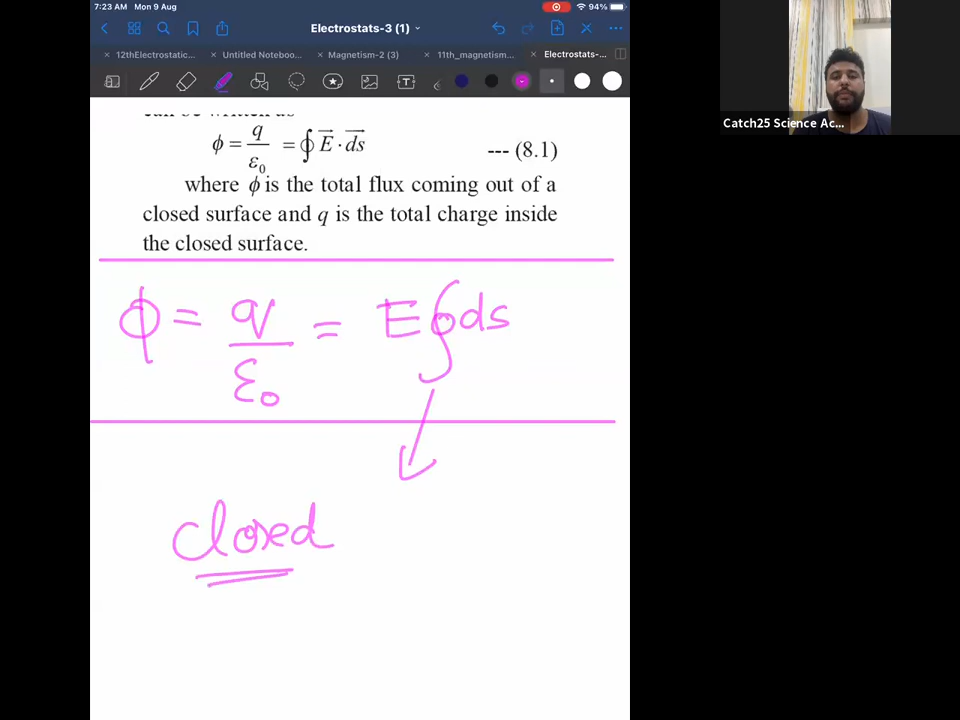 7:23 AM Mon 9 Aug
94%
Electrostats-3 (1)
12thElectrostatic...
Untitled Noteboo...
Magnetism-2 (3)
11th_magnetism...
Electrostats-...
ϕ = q/ε₀ = ∮ E⃗ · ds⃗ --- (8.1)
where ϕ is the total flux coming out of a
closed surface and q is the total charge inside
the closed surface.
ϕ = q/ε₀ = E∮ds
closed
Catch25 Science Ac...